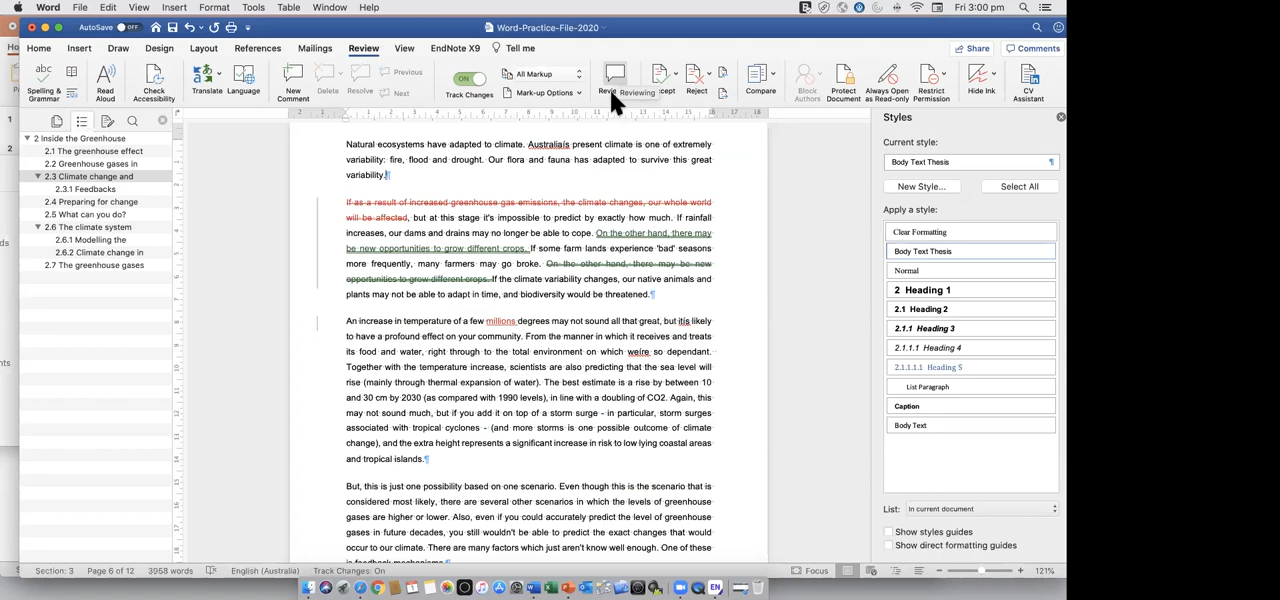 Word File Edit View Insert Format Tools Table Window Help Fri 3:00 pm
AutoSave OFF Word-Practice-File-2020
Home Insert Draw Design Layout References Mailings Review View EndNote X9 Tell me Share Comments
Spelling & Grammar Read Aloud Check Accessibility Translate Language New Comment Delete Resolve Previous Next ON Track Changes All Markup Mark-up Options Reviewing Reject Compare Block Authors Protect Document Always Open as Read-only Restrict Permission Hide Ink CV Assistant
2 Inside the Greenhouse
2.1 The greenhouse effect
2.2 Greenhouse gases in
2.3 Climate change and
2.3.1 Feedbacks
2.4 Preparing for change
2.5 What can you do?
2.6 The climate system
2.6.1 Modelling the
2.6.2 Climate change in
2.7 The greenhouse gases
Natural ecosystems have adapted to climate. Australiaís present climate is one of extremely
variability: fire, flood and drought. Our flora and fauna has adapted to survive this great
variability.¶
If as a result of increased greenhouse gas emissions, the climate changes, our whole world
will be affected, but at this stage it's impossible to predict by exactly how much. If rainfall
increases, our dams and drains may no longer be able to cope. On the other hand, there may
be new opportunities to grow different crops. If some farm lands experience 'bad' seasons
more frequently, many farmers may go broke. On the other hand, there may be new
opportunities to grow different crops. If the climate variability changes, our native animals and
plants may not be able to adapt in time, and biodiversity would be threatened.¶
An increase in temperature of a few millions degrees may not sound all that great, but itís likely
to have a profound effect on your community. From the manner in which it receives and treats
its food and water, right through to the total environment on which weíre so dependant.
Together with the temperature increase, scientists are also predicting that the sea level will
rise (mainly through thermal expansion of water). The best estimate is a rise by between 10
and 30 cm by 2030 (as compared with 1990 levels), in line with a doubling of CO2. Again, this
may not sound much, but if you add it on top of a storm surge - in particular, storm surges
associated with tropical cyclones - (and more storms is one possible outcome of climate
change), and the extra height represents a significant increase in risk to low lying coastal areas
and tropical islands.¶
But, this is just one possibility based on one scenario. Even though this is the scenario that is
considered most likely, there are several other scenarios in which the levels of greenhouse
gases are higher or lower. Also, even if you could accurately predict the level of greenhouse
gases in future decades, you still wouldn't be able to predict the exact changes that would
occur to our climate. There are many factors which just aren't know well enough. One of these
is feedback mechanisms.¶
Styles
Current style:
Body Text Thesis ¶
New Style... Select All
Apply a style:
Clear Formatting
Body Text Thesis
Normal
2 Heading 1
2.1 Heading 2
2.1.1 Heading 3
2.1.1.1 Heading 4
2.1.1.1.1 Heading 5
List Paragraph
Caption
Body Text
List: In current document
Show styles guides
Show direct formatting guides
Section: 3 Page 6 of 12 3968 words English (Australia) Track Changes: On Focus 121%